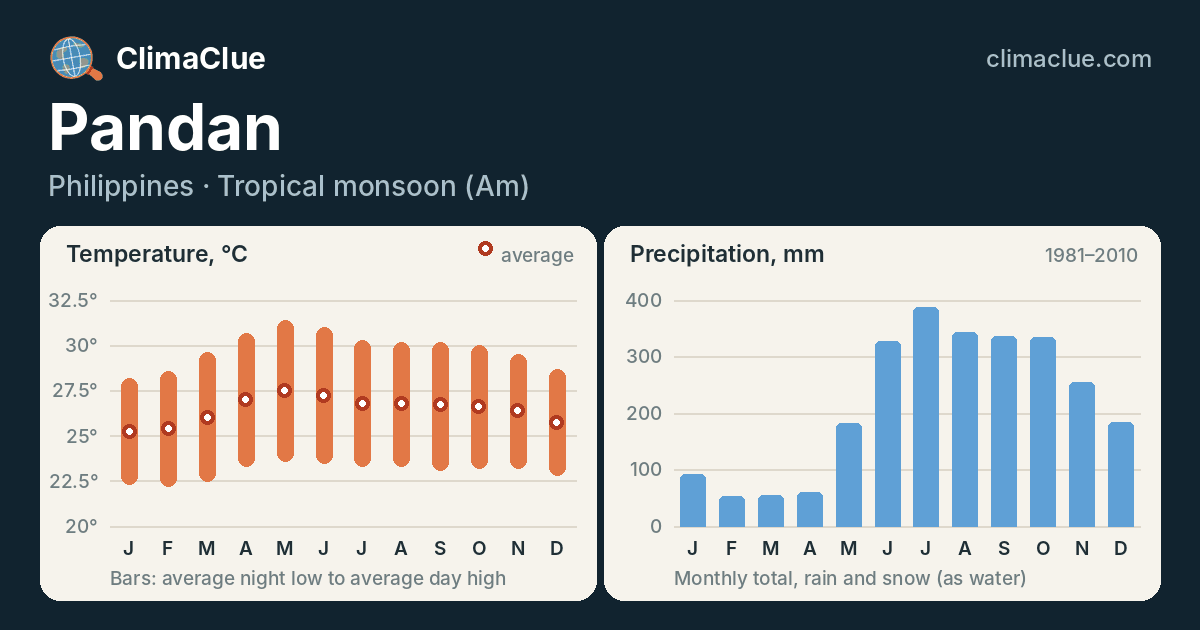 ClimaClue
climaclue.com
Pandan
Philippines · Tropical monsoon (Am)
Temperature, °C
average
32.5°
30°
27.5°
25°
22.5°
20°
J F M A M J J A S O N D
Bars: average night low to average day high
Precipitation, mm
1981–2010
400
300
200
100
0
J F M A M J J A S O N D
Monthly total, rain and snow (as water)